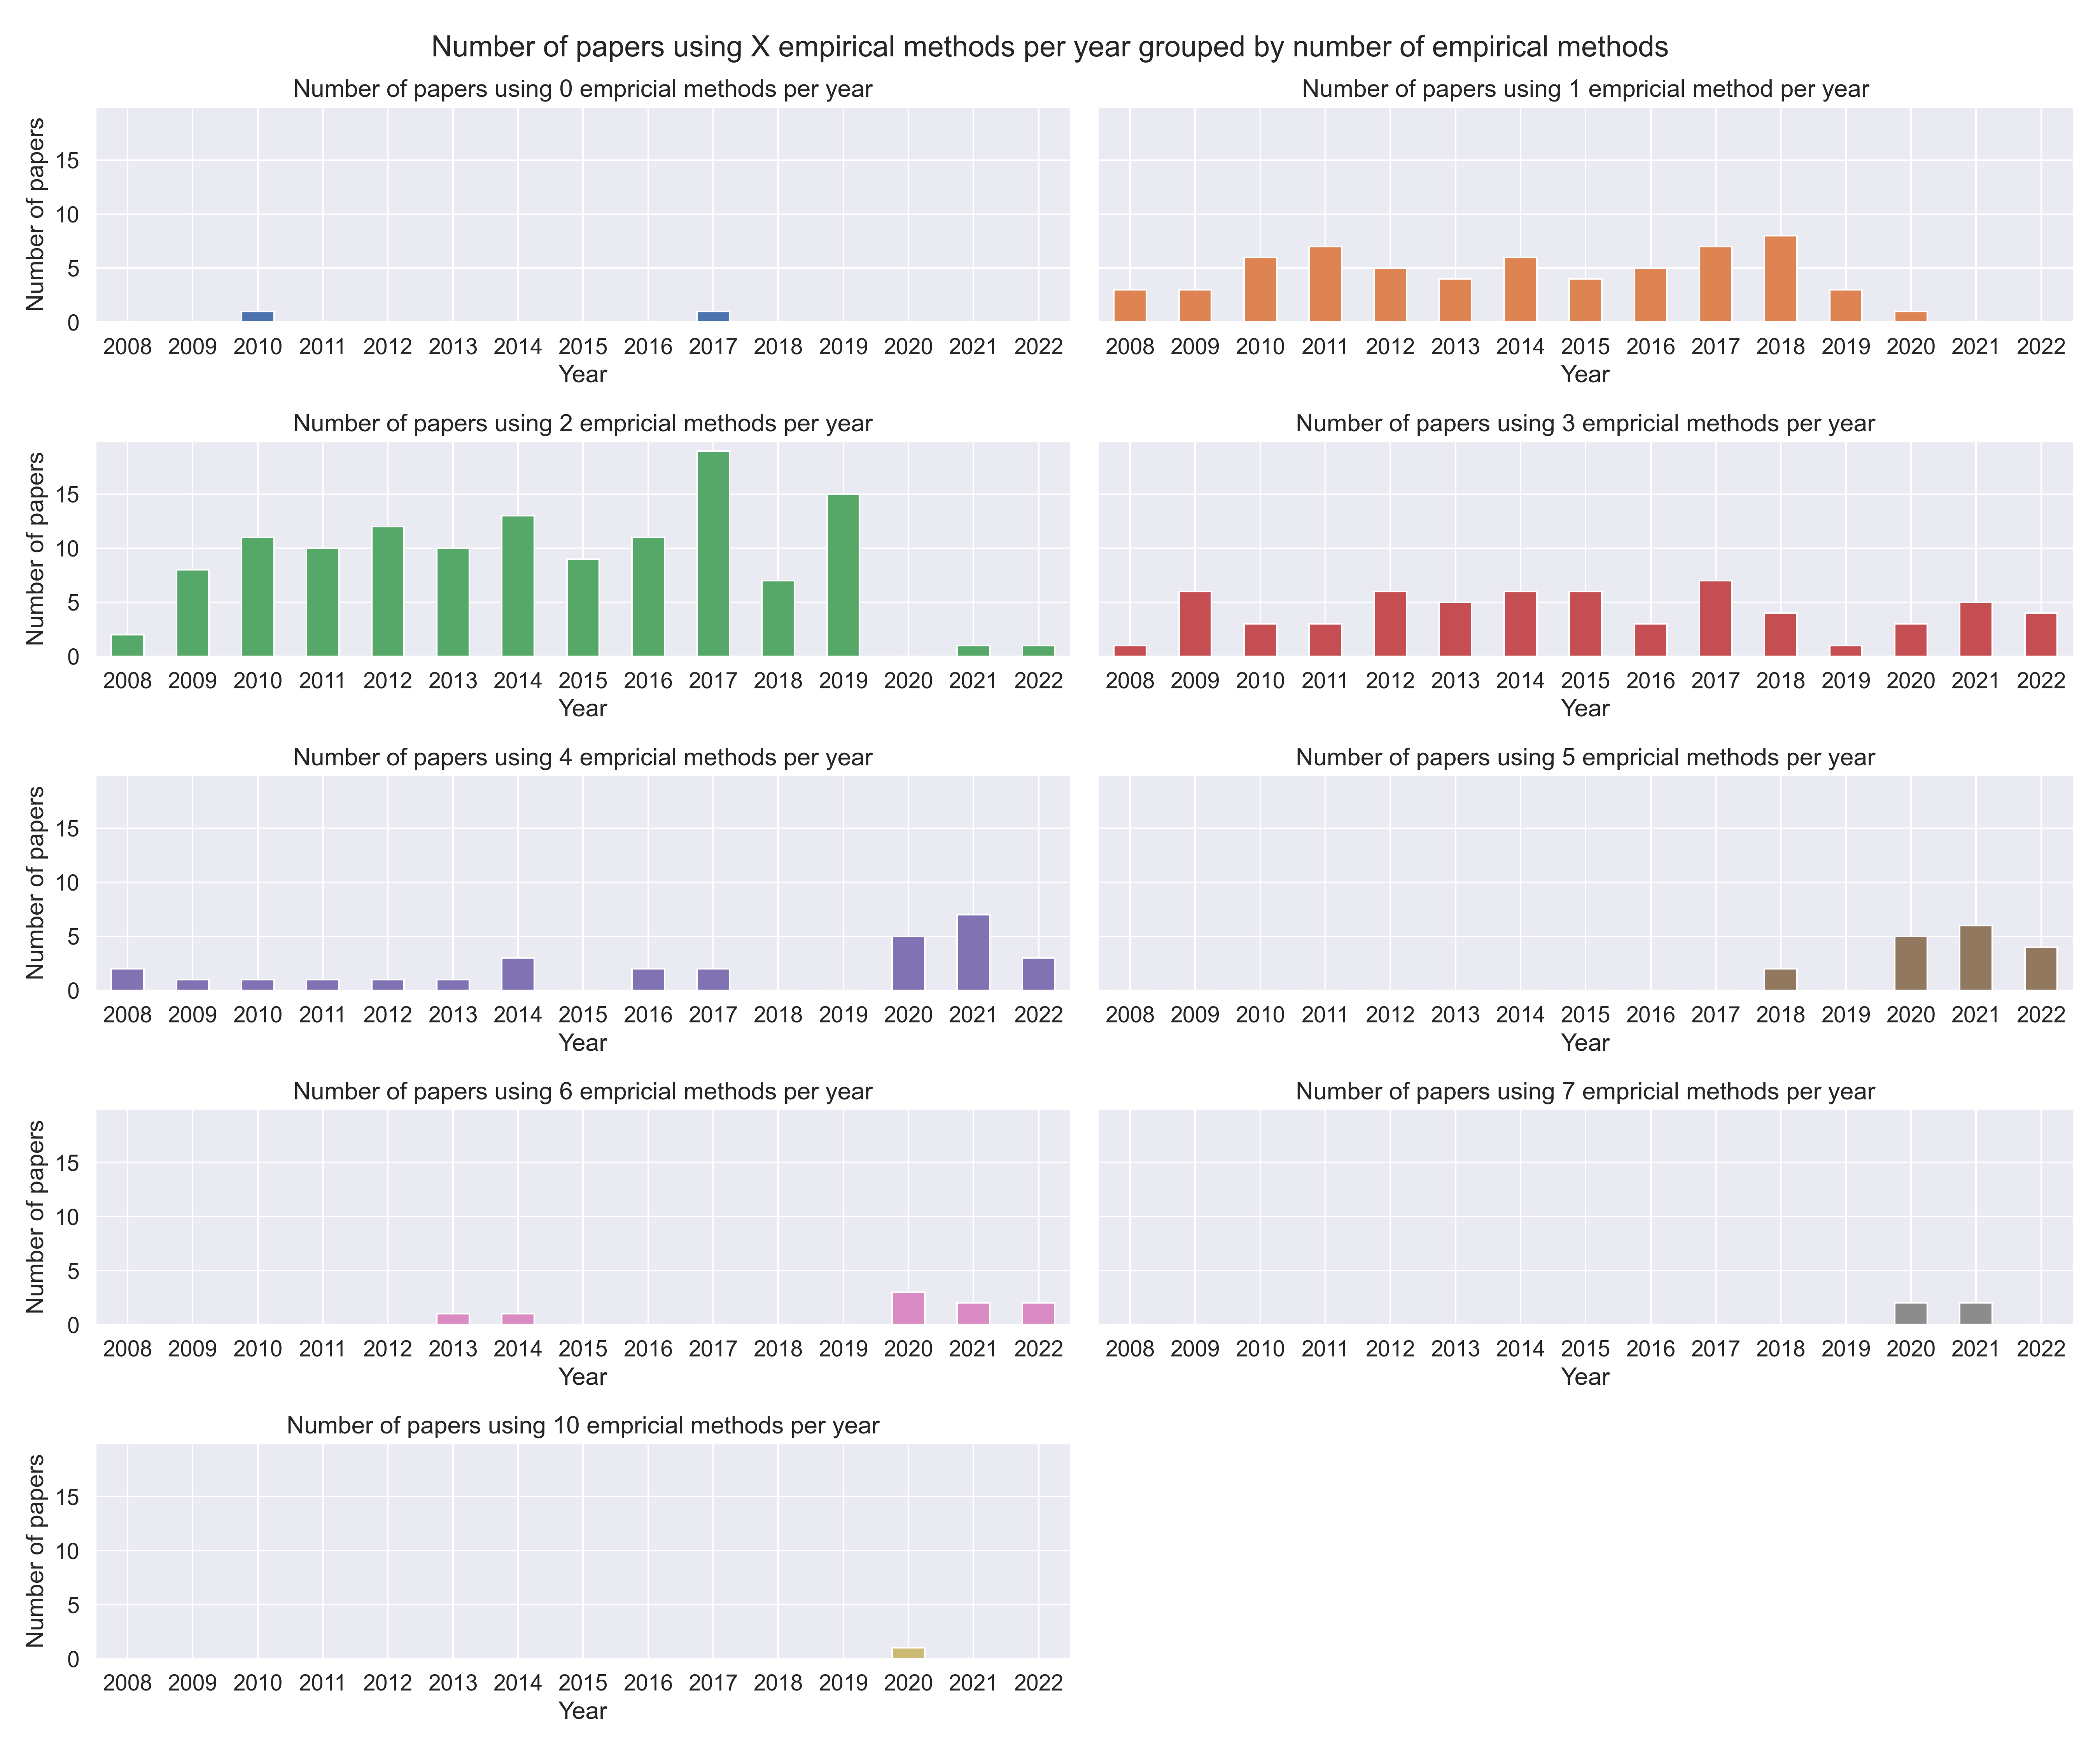 Number of papers using X empirical methods per year grouped by number of empirical methods
Number of papers using 0 empricial methods per year
Number of papers
15
10
5
0
2008 2009 2010 2011 2012 2013 2014 2015 2016 2017 2018 2019 2020 2021 2022
Year
Number of papers using 1 empricial method per year
2008 2009 2010 2011 2012 2013 2014 2015 2016 2017 2018 2019 2020 2021 2022
Year
Number of papers using 2 empricial methods per year
Number of papers
15
10
5
0
2008 2009 2010 2011 2012 2013 2014 2015 2016 2017 2018 2019 2020 2021 2022
Year
Number of papers using 3 empricial methods per year
2008 2009 2010 2011 2012 2013 2014 2015 2016 2017 2018 2019 2020 2021 2022
Year
Number of papers using 4 empricial methods per year
Number of papers
15
10
5
0
2008 2009 2010 2011 2012 2013 2014 2015 2016 2017 2018 2019 2020 2021 2022
Year
Number of papers using 5 empricial methods per year
2008 2009 2010 2011 2012 2013 2014 2015 2016 2017 2018 2019 2020 2021 2022
Year
Number of papers using 6 empricial methods per year
Number of papers
15
10
5
0
2008 2009 2010 2011 2012 2013 2014 2015 2016 2017 2018 2019 2020 2021 2022
Year
Number of papers using 7 empricial methods per year
2008 2009 2010 2011 2012 2013 2014 2015 2016 2017 2018 2019 2020 2021 2022
Year
Number of papers using 10 empricial methods per year
Number of papers
15
10
5
0
2008 2009 2010 2011 2012 2013 2014 2015 2016 2017 2018 2019 2020 2021 2022
Year